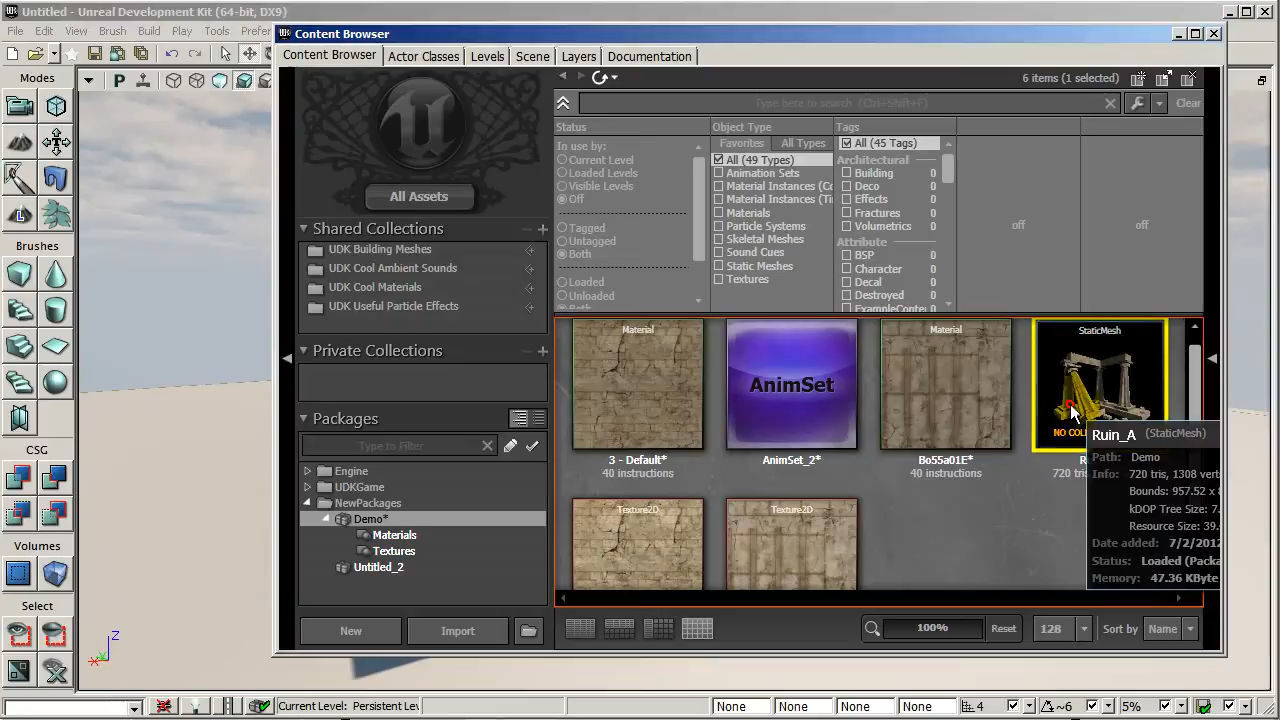 Untitled - Unreal Development Kit (64-bit, DX9)
File Edit View Brush Build Play Tools Prefer
Content Browser
Content Browser Actor Classes Levels Scene Layers Documentation
6 items (1 selected)
Type here to search (Ctrl+Shift+F)
Clear
Modes
Brushes
CSG
Volumes
Select
All Assets
Shared Collections
UDK Building Meshes
UDK Cool Ambient Sounds
UDK Cool Materials
UDK Useful Particle Effects
Private Collections
Packages
Type to Filter
Engine
UDKGame
NewPackages
Demo*
Materials
Textures
Untitled_2
New Import
Status
In use by:
Current Level
Loaded Levels
Visible Levels
Off
Tagged
Untagged
Both
Loaded
Unloaded
Both
Object Type
Favorites All Types
All (49 Types)
Animation Sets
Material Instances (Co
Material Instances (Ti
Materials
Particle Systems
Skeletal Meshes
Sound Cues
Static Meshes
Textures
Tags
All (45 Tags)
Architectural
Building 0
Deco 0
Effects 0
Fractures 0
Volumetrics 0
Attribute
BSP 0
Character 0
Decal 0
Destroyed 0
ExampleConter 0
off
off
Material
3 - Default*
40 instructions
AnimSet
AnimSet_2*
Material
Bo55a01E*
40 instructions
StaticMesh
NO COL
720 tris
Texture2D
Texture2D
Ruin_A (StaticMesh)
Path: Demo
Info: 720 tris, 1308 vert
Bounds: 957.52 x
kDOP Tree Size: 7.
Resource Size: 39.
Date added: 7/2/201
Status: Loaded (Packa
Memory: 47.36 KByte
100% Reset 128 Sort by Name
Z
X
Current Level: Persistent Lev
None None None None 4 ~6 5%